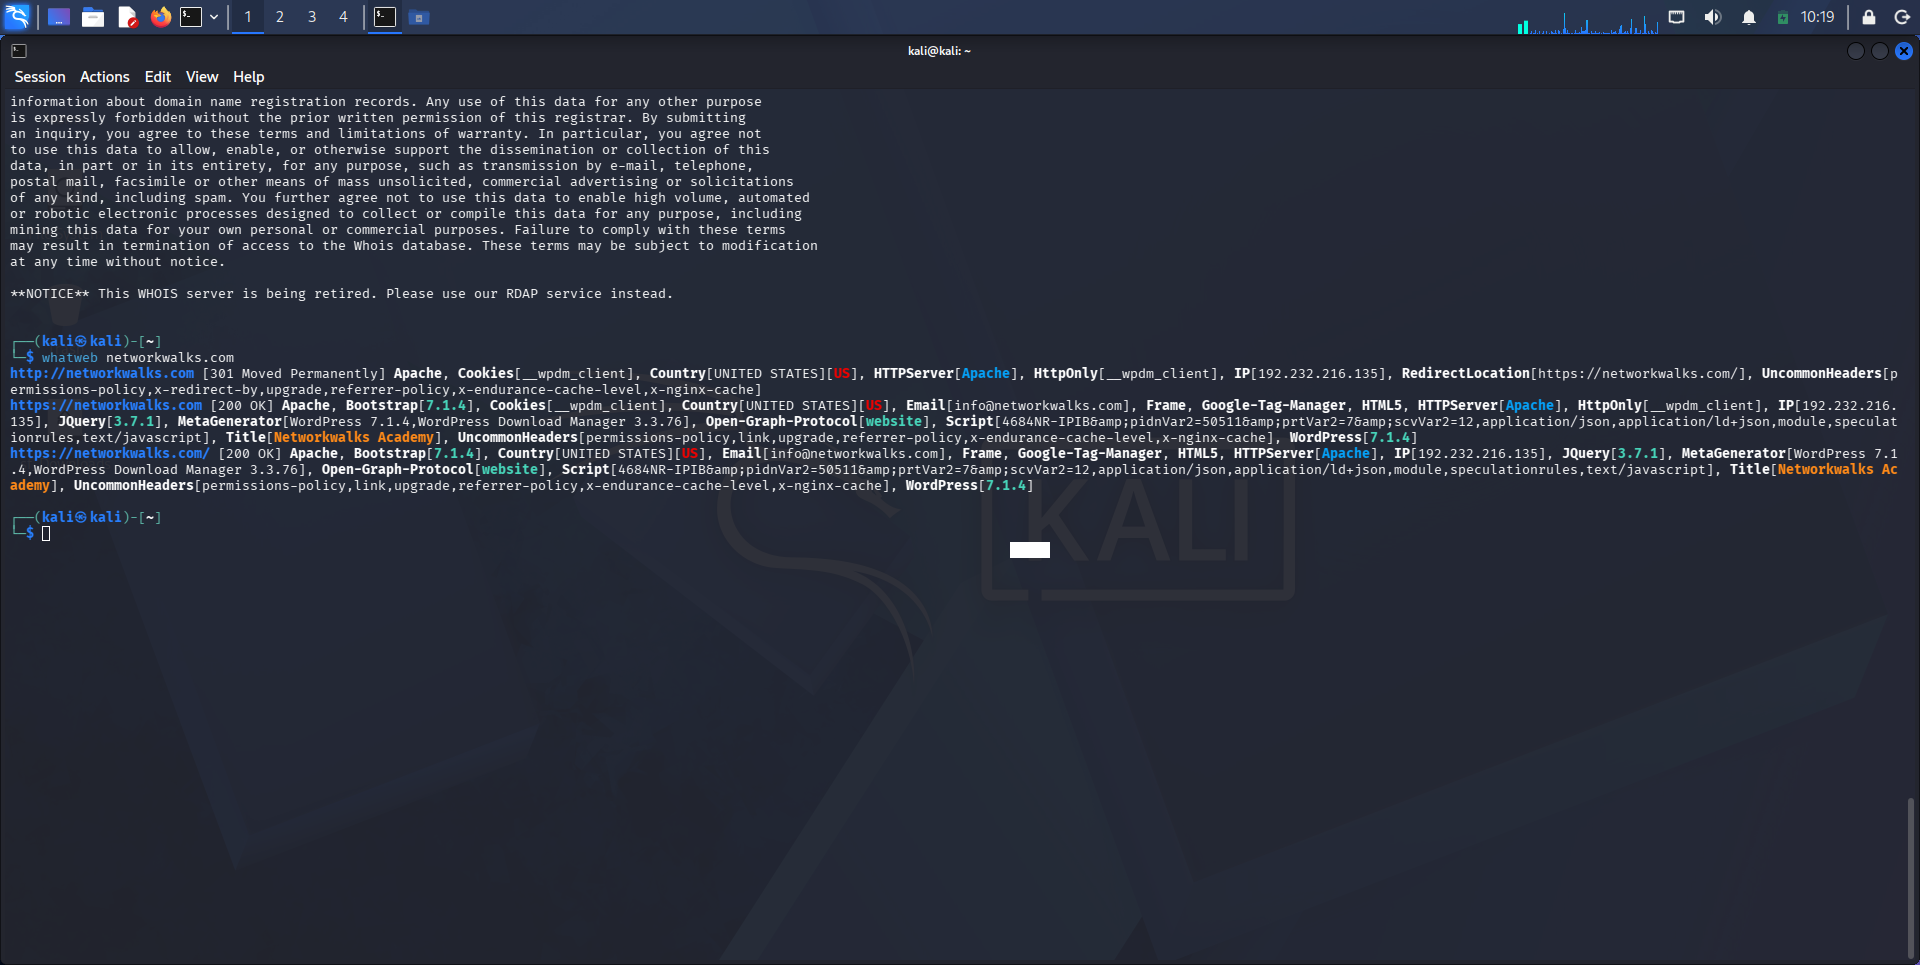 1 2 3 4 10:19
kali@kali: ~
Session Actions Edit View Help
information about domain name registration records. Any use of this data for any other purpose
is expressly forbidden without the prior written permission of this registrar. By submitting
an inquiry, you agree to these terms and limitations of warranty. In particular, you agree not
to use this data to allow, enable, or otherwise support the dissemination or collection of this
data, in part or in its entirety, for any purpose, such as transmission by e-mail, telephone,
postal mail, facsimile or other means of mass unsolicited, commercial advertising or solicitations
of any kind, including spam. You further agree not to use this data to enable high volume, automated
or robotic electronic processes designed to collect or compile this data for any purpose, including
mining this data for your own personal or commercial purposes. Failure to comply with these terms
may result in termination of access to the Whois database. These terms may be subject to modification
at any time without notice.
**NOTICE** This WHOIS server is being retired. Please use our RDAP service instead.
┌──(kali㉿kali)-[~]
└─$ whatweb networkwalks.com
http://networkwalks.com [301 Moved Permanently] Apache, Cookies[__wpdm_client], Country[UNITED STATES][US], HTTPServer[Apache], HttpOnly[__wpdm_client], IP[192.232.216.135], RedirectLocation[https://networkwalks.com/], UncommonHeaders[p
ermissions-policy,x-redirect-by,upgrade,referrer-policy,x-endurance-cache-level,x-nginx-cache]
https://networkwalks.com [200 OK] Apache, Bootstrap[7.1.4], Cookies[__wpdm_client], Country[UNITED STATES][US], Email[info@networkwalks.com], Frame, Google-Tag-Manager, HTML5, HTTPServer[Apache], HttpOnly[__wpdm_client], IP[192.232.216.
135], JQuery[3.7.1], MetaGenerator[WordPress 7.1.4,WordPress Download Manager 3.3.76], Open-Graph-Protocol[website], Script[4684NR-IPIB&amp;pidnVar2=50511&amp;prtVar2=7&amp;scvVar2=12,application/json,application/ld+json,module,speculat
ionrules,text/javascript], Title[Networkwalks Academy], UncommonHeaders[permissions-policy,link,upgrade,referrer-policy,x-endurance-cache-level,x-nginx-cache], WordPress[7.1.4]
https://networkwalks.com/ [200 OK] Apache, Bootstrap[7.1.4], Country[UNITED STATES][US], Email[info@networkwalks.com], Frame, Google-Tag-Manager, HTML5, HTTPServer[Apache], IP[192.232.216.135], JQuery[3.7.1], MetaGenerator[WordPress 7.1
.4,WordPress Download Manager 3.3.76], Open-Graph-Protocol[website], Script[4684NR-IPIB&amp;pidnVar2=50511&amp;prtVar2=7&amp;scvVar2=12,application/json,application/ld+json,module,speculationrules,text/javascript], Title[Networkwalks Ac
ademy], UncommonHeaders[permissions-policy,link,upgrade,referrer-policy,x-endurance-cache-level,x-nginx-cache], WordPress[7.1.4]
┌──(kali㉿kali)-[~]
└─$
KALI